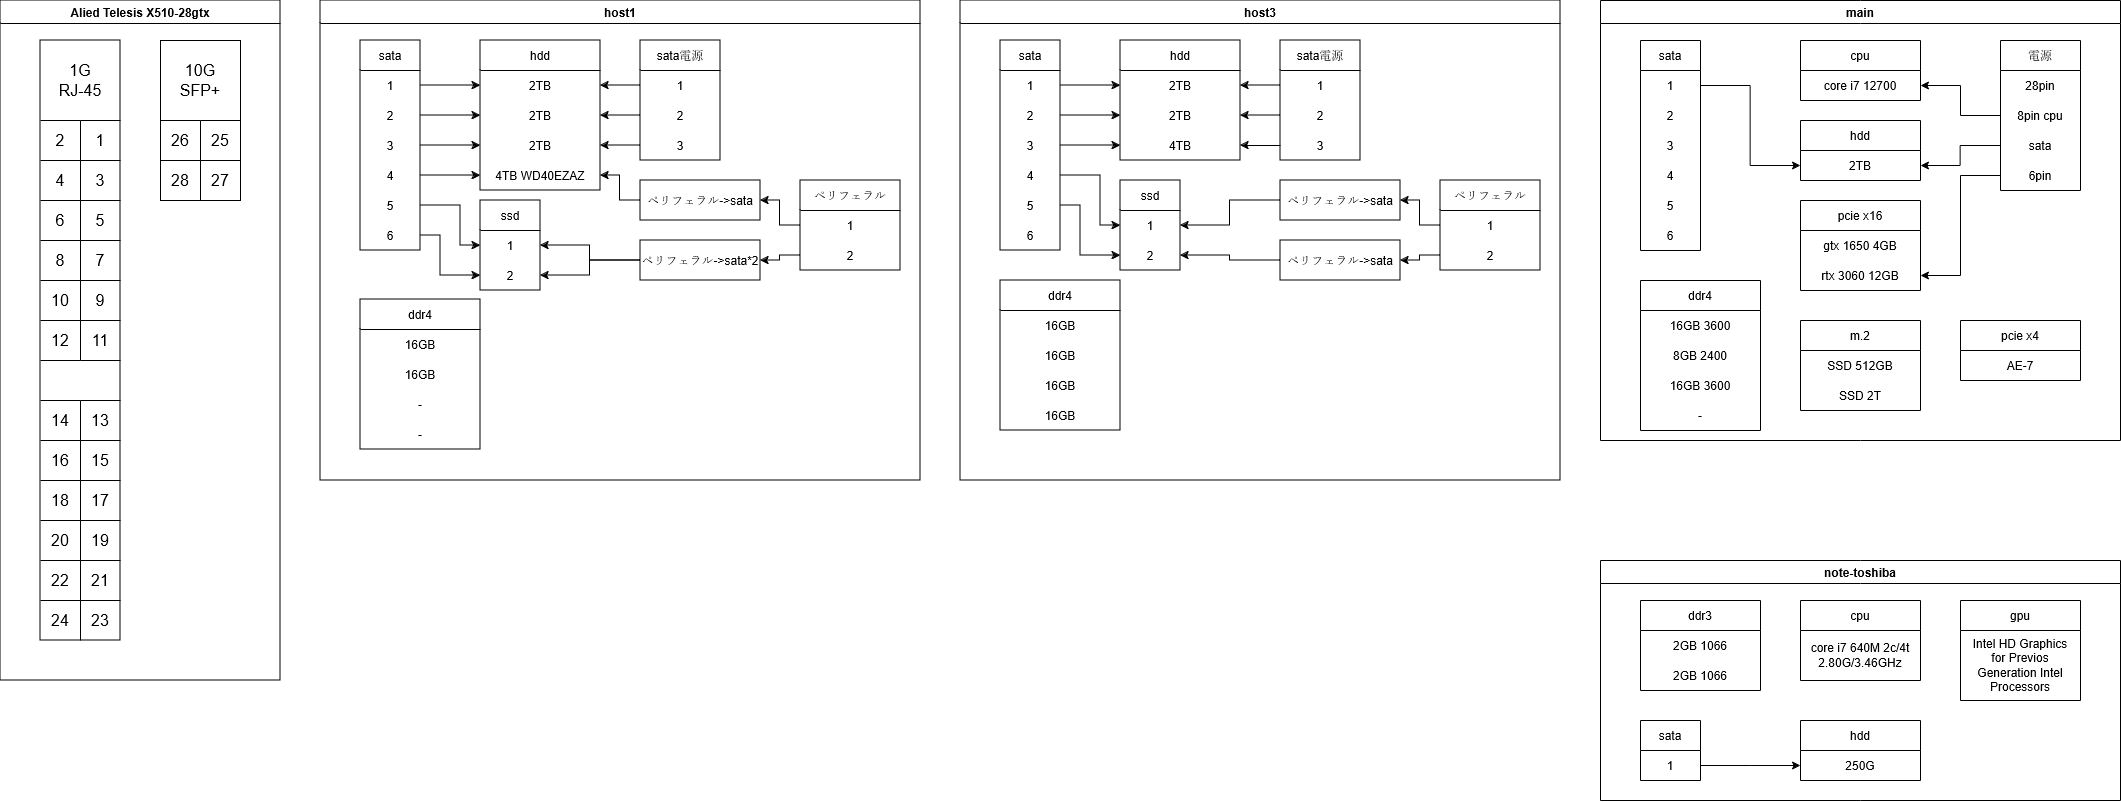 Alied Telesis X510-28gtx
1G
RJ-45
2 1
4 3
6 5
8 7
10 9
12 11
14 13
16 15
18 17
20 19
22 21
24 23
10G
SFP+
26 25
28 27
host1
sata
1
2
3
4
5
6
hdd
2TB
2TB
2TB
4TB WD40EZAZ
sata電源
1
2
3
ssd
1
2
ペリフェラル->sata
ペリフェラル->sata*2
ペリフェラル
1
2
ddr4
16GB
16GB
-
-
host3
sata
1
2
3
4
5
6
hdd
2TB
2TB
4TB
sata電源
1
2
3
ssd
1
2
ペリフェラル->sata
ペリフェラル->sata
ペリフェラル
1
2
ddr4
16GB
16GB
16GB
16GB
main
sata
1
2
3
4
5
6
cpu
core i7 12700
hdd
2TB
pcie x16
gtx 1650 4GB
rtx 3060 12GB
電源
28pin
8pin cpu
sata
6pin
ddr4
16GB 3600
8GB 2400
16GB 3600
-
m.2
SSD 512GB
SSD 2T
pcie x4
AE-7
note-toshiba
ddr3
2GB 1066
2GB 1066
cpu
core i7 640M 2c/4t
2.80G/3.46GHz
gpu
Intel HD Graphics
for Previos
Generation Intel
Processors
sata
1
hdd
250G